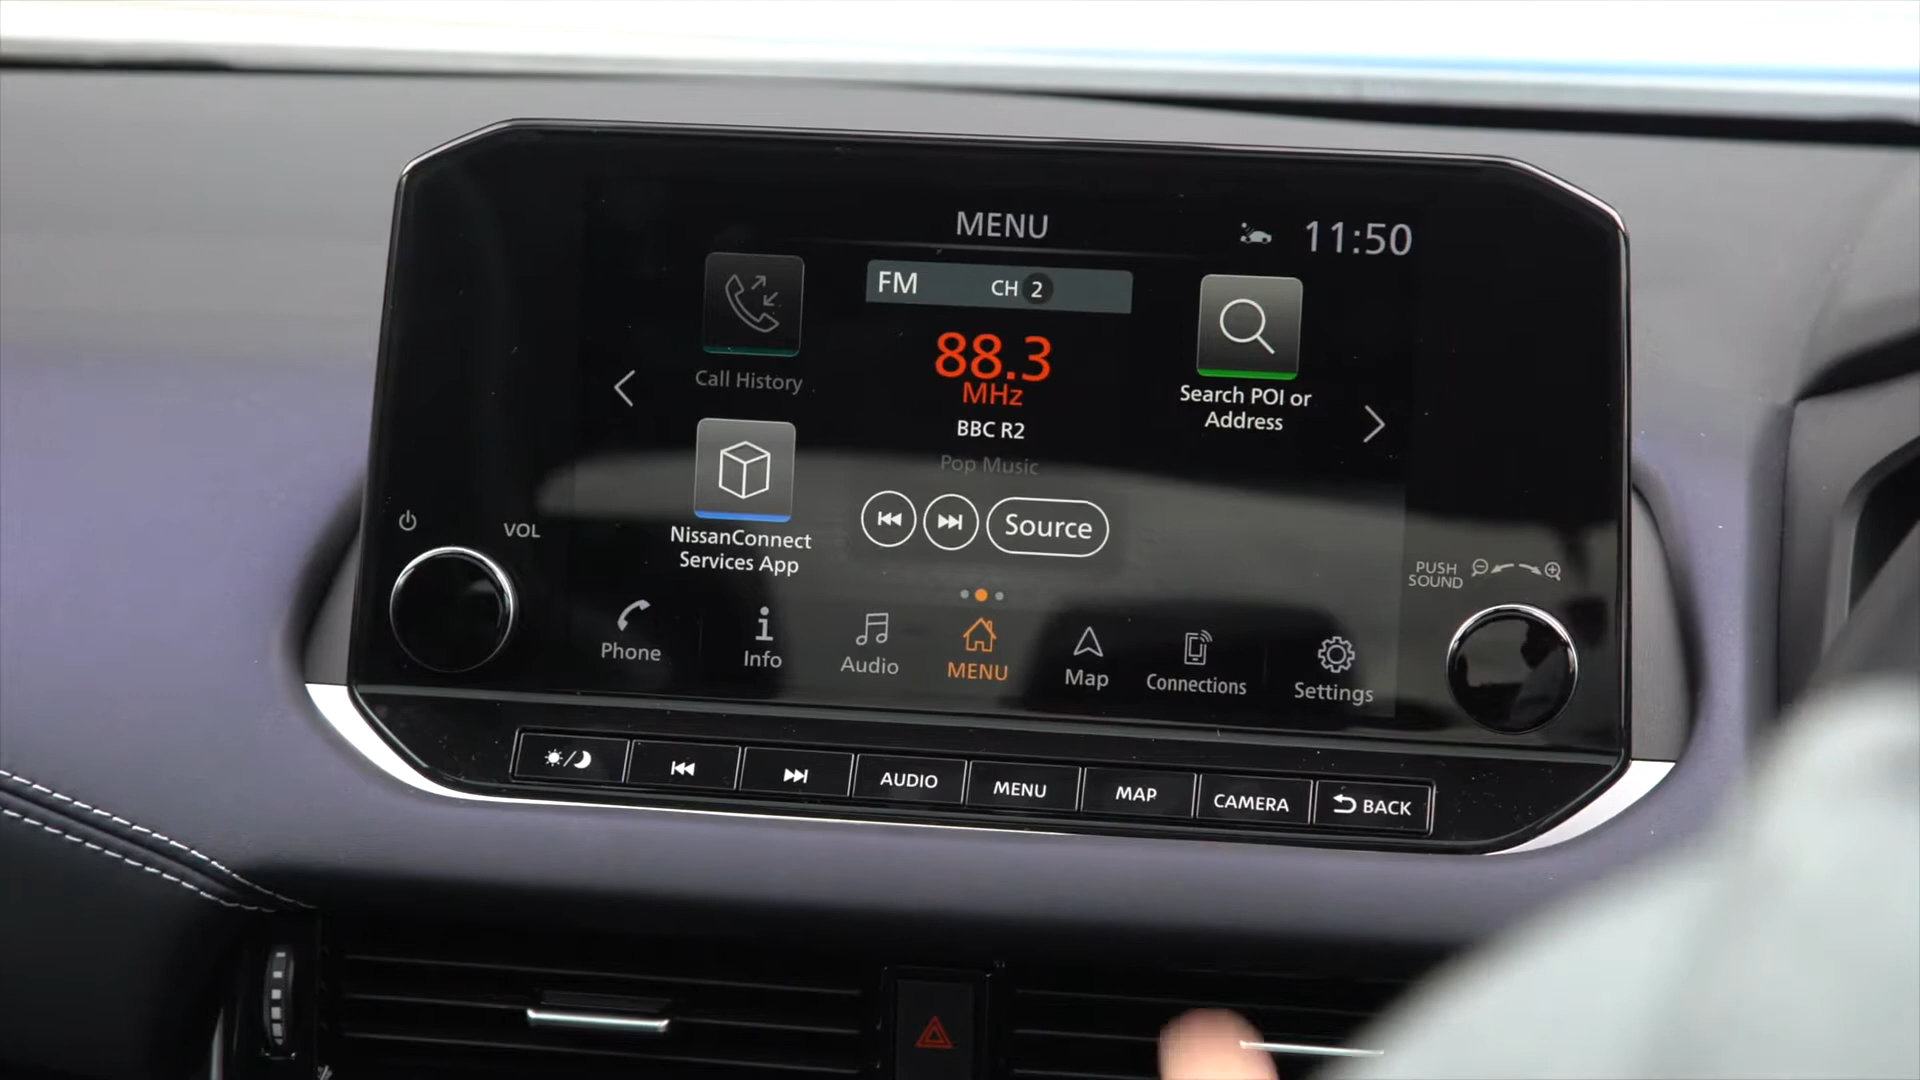 MENU
11:50
FM CH 2
88.3
MHz
BBC R2
Pop Music
Call History
Search POI or
Address
NissanConnect
Services App
Source
VOL
PUSH
SOUND
Phone
Info
Audio
MENU
Map
Connections
Settings
AUDIO
MENU
MAP
CAMERA
BACK